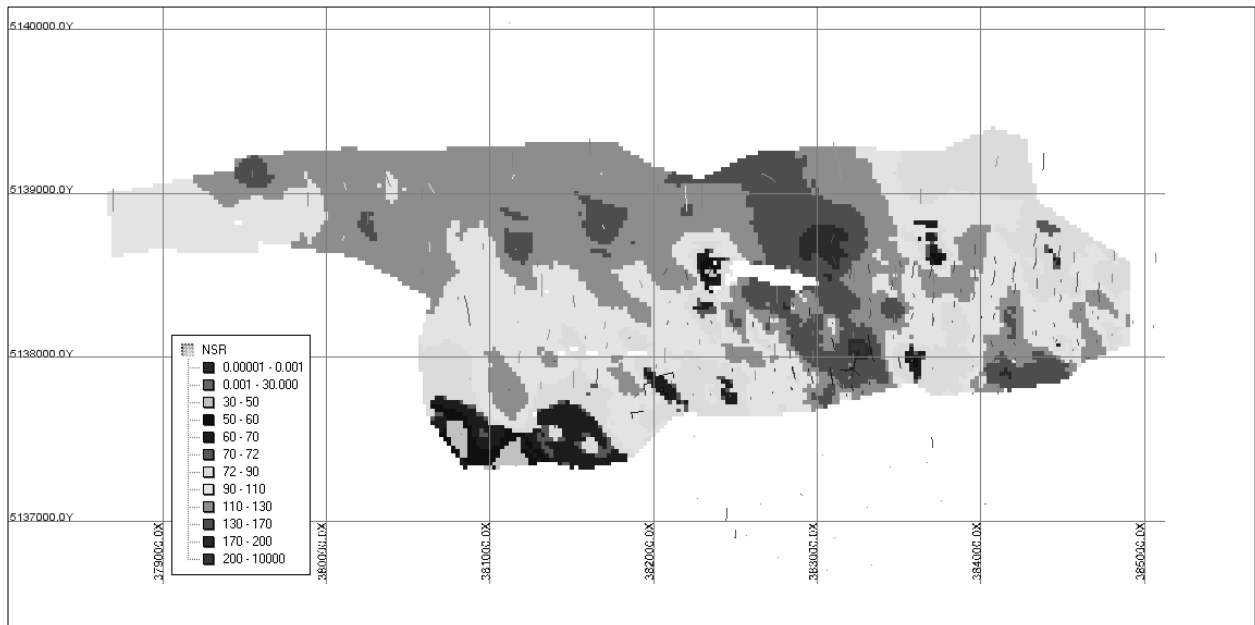 5140000.0Y
5139000.0Y
5138000.0Y
5137000.0Y
NSR
0.00001 - 0.001
0.001 - 30.000
30 - 50
50 - 60
60 - 70
70 - 72
72 - 90
90 - 110
110 - 130
130 - 170
170 - 200
200 - 10000
379000.0X
380000.0X
381000.0X
382000.0X
383000.0X
384000.0X
385000.0X